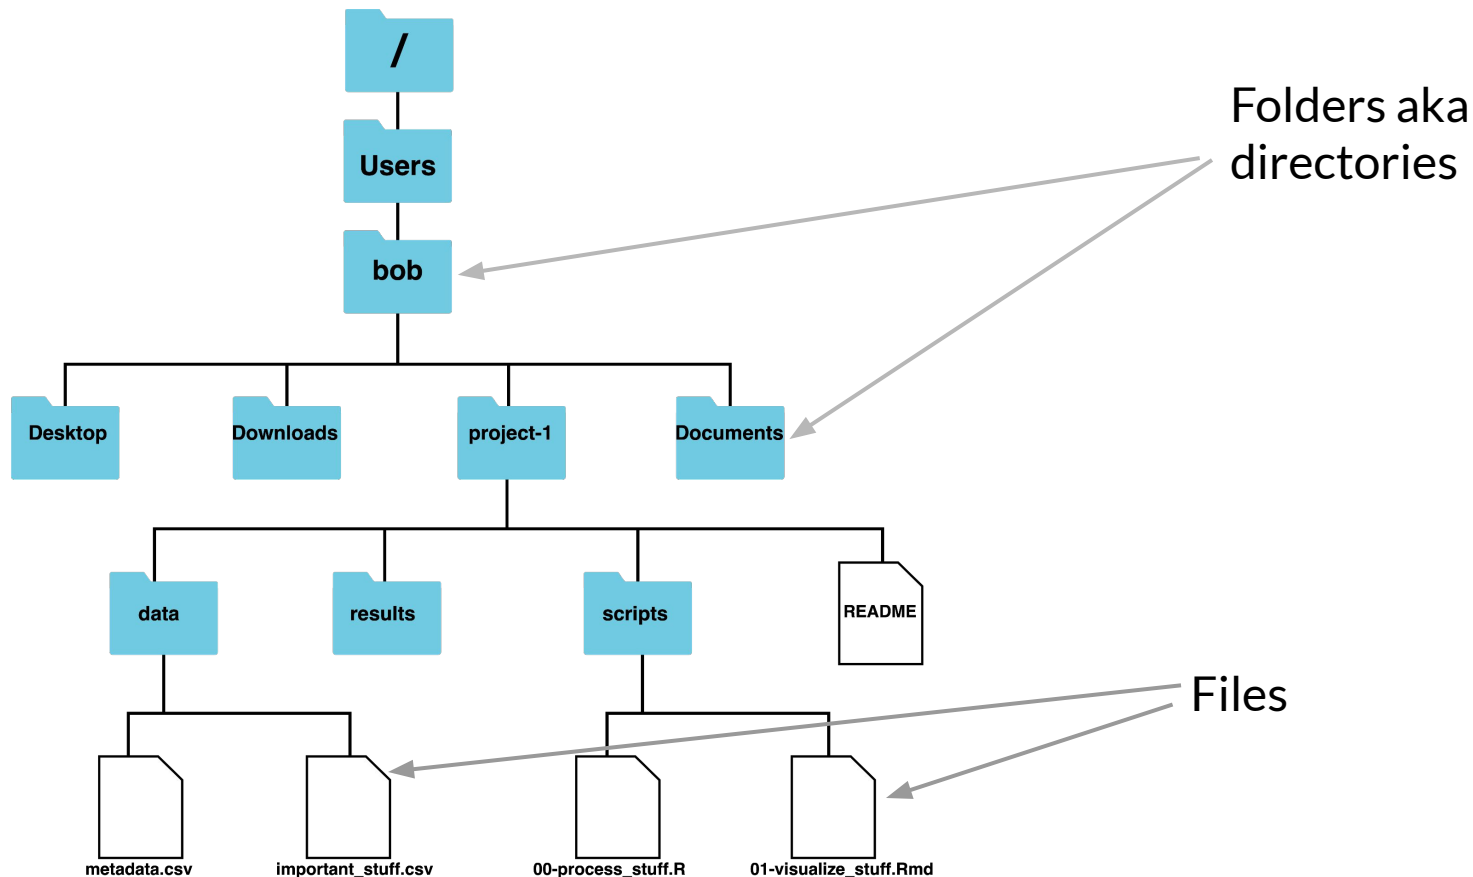 /
Folders aka
directories
Users
bob
Desktop
Downloads
project-1
Documents
data
results
scripts
README
Files
metadata.csv
important_stuff.csv
00-process_stuff.R
01-visualize_stuff.Rmd